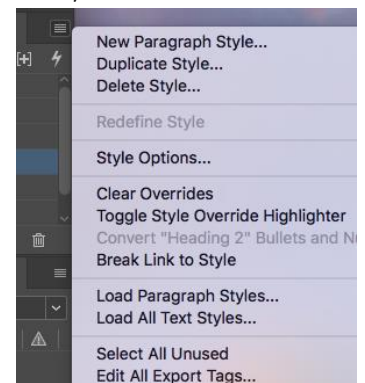 New Paragraph Style...
Duplicate Style...
Delete Style...
Redefine Style
Style Options...
Clear Overrides
Toggle Style Override Highlighter
Convert "Heading 2" Bullets and
Break Link to Style
Load Paragraph Styles...
Load All Text Styles...
Select All Unused
Edit All Export Tags...